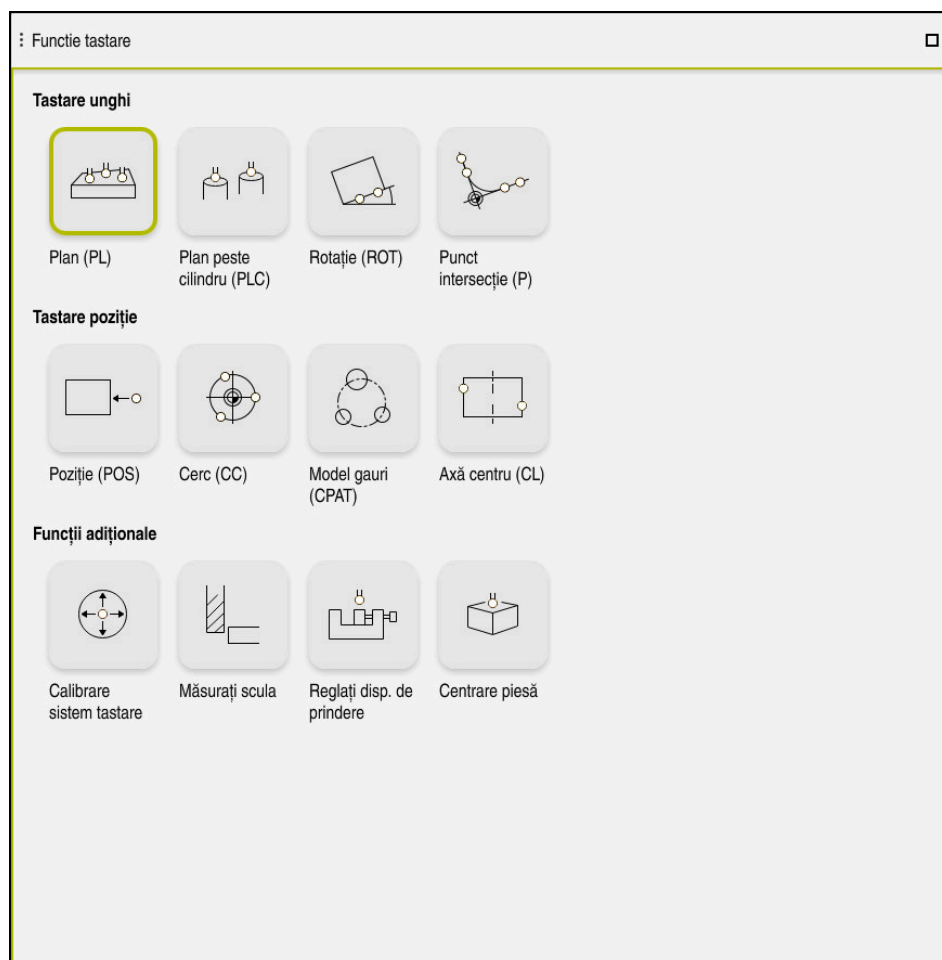 Functie tastare
Tastare unghi
Plan (PL)
Plan peste
cilindru (PLC)
Rotație (ROT)
Punct
intersecție (P)
Tastare poziție
Poziție (POS)
Cerc (CC)
Model gauri
(CPAT)
Axă centru (CL)
Funcții adiționale
Calibrare
sistem tastare
Măsurați scula
Reglați disp. de
prindere
Centrare piesă